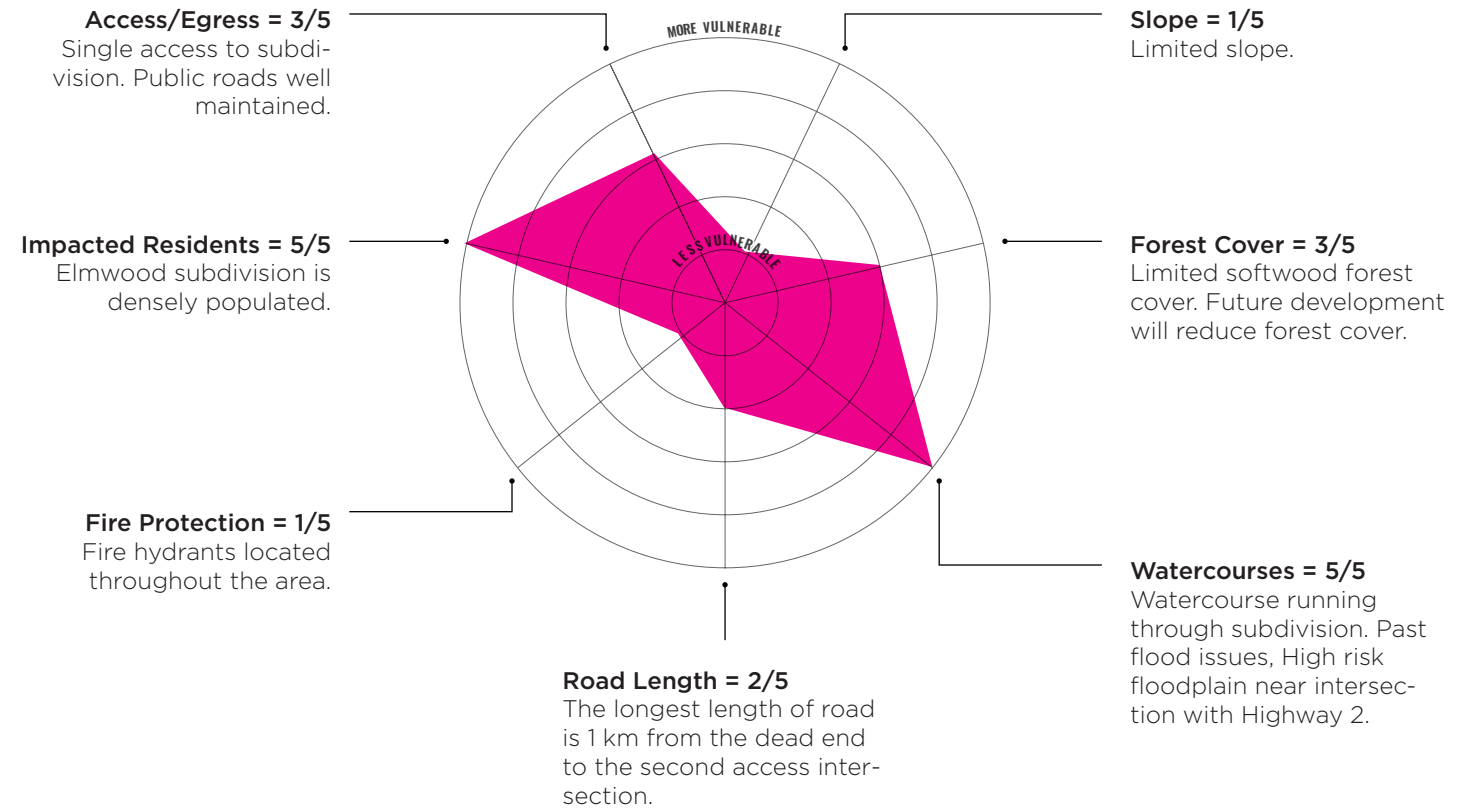 Access/Egress = 3/5
Single access to subdi-
vision. Public roads well
maintained.
MORE VULNERABLE
Slope = 1/5
Limited slope.
Impacted Residents = 5/5
Elmwood subdivision is
densely populated.
LESS VULNERABLE
Forest Cover = 3/5
Limited softwood forest
cover. Future development
will reduce forest cover.
Fire Protection = 1/5
Fire hydrants located
throughout the area.
Watercourses = 5/5
Watercourse running
through subdivision. Past
flood issues, High risk
floodplain near intersec-
tion with Highway 2.
Road Length = 2/5
The longest length of road
is 1 km from the dead end
to the second access inter-
section.